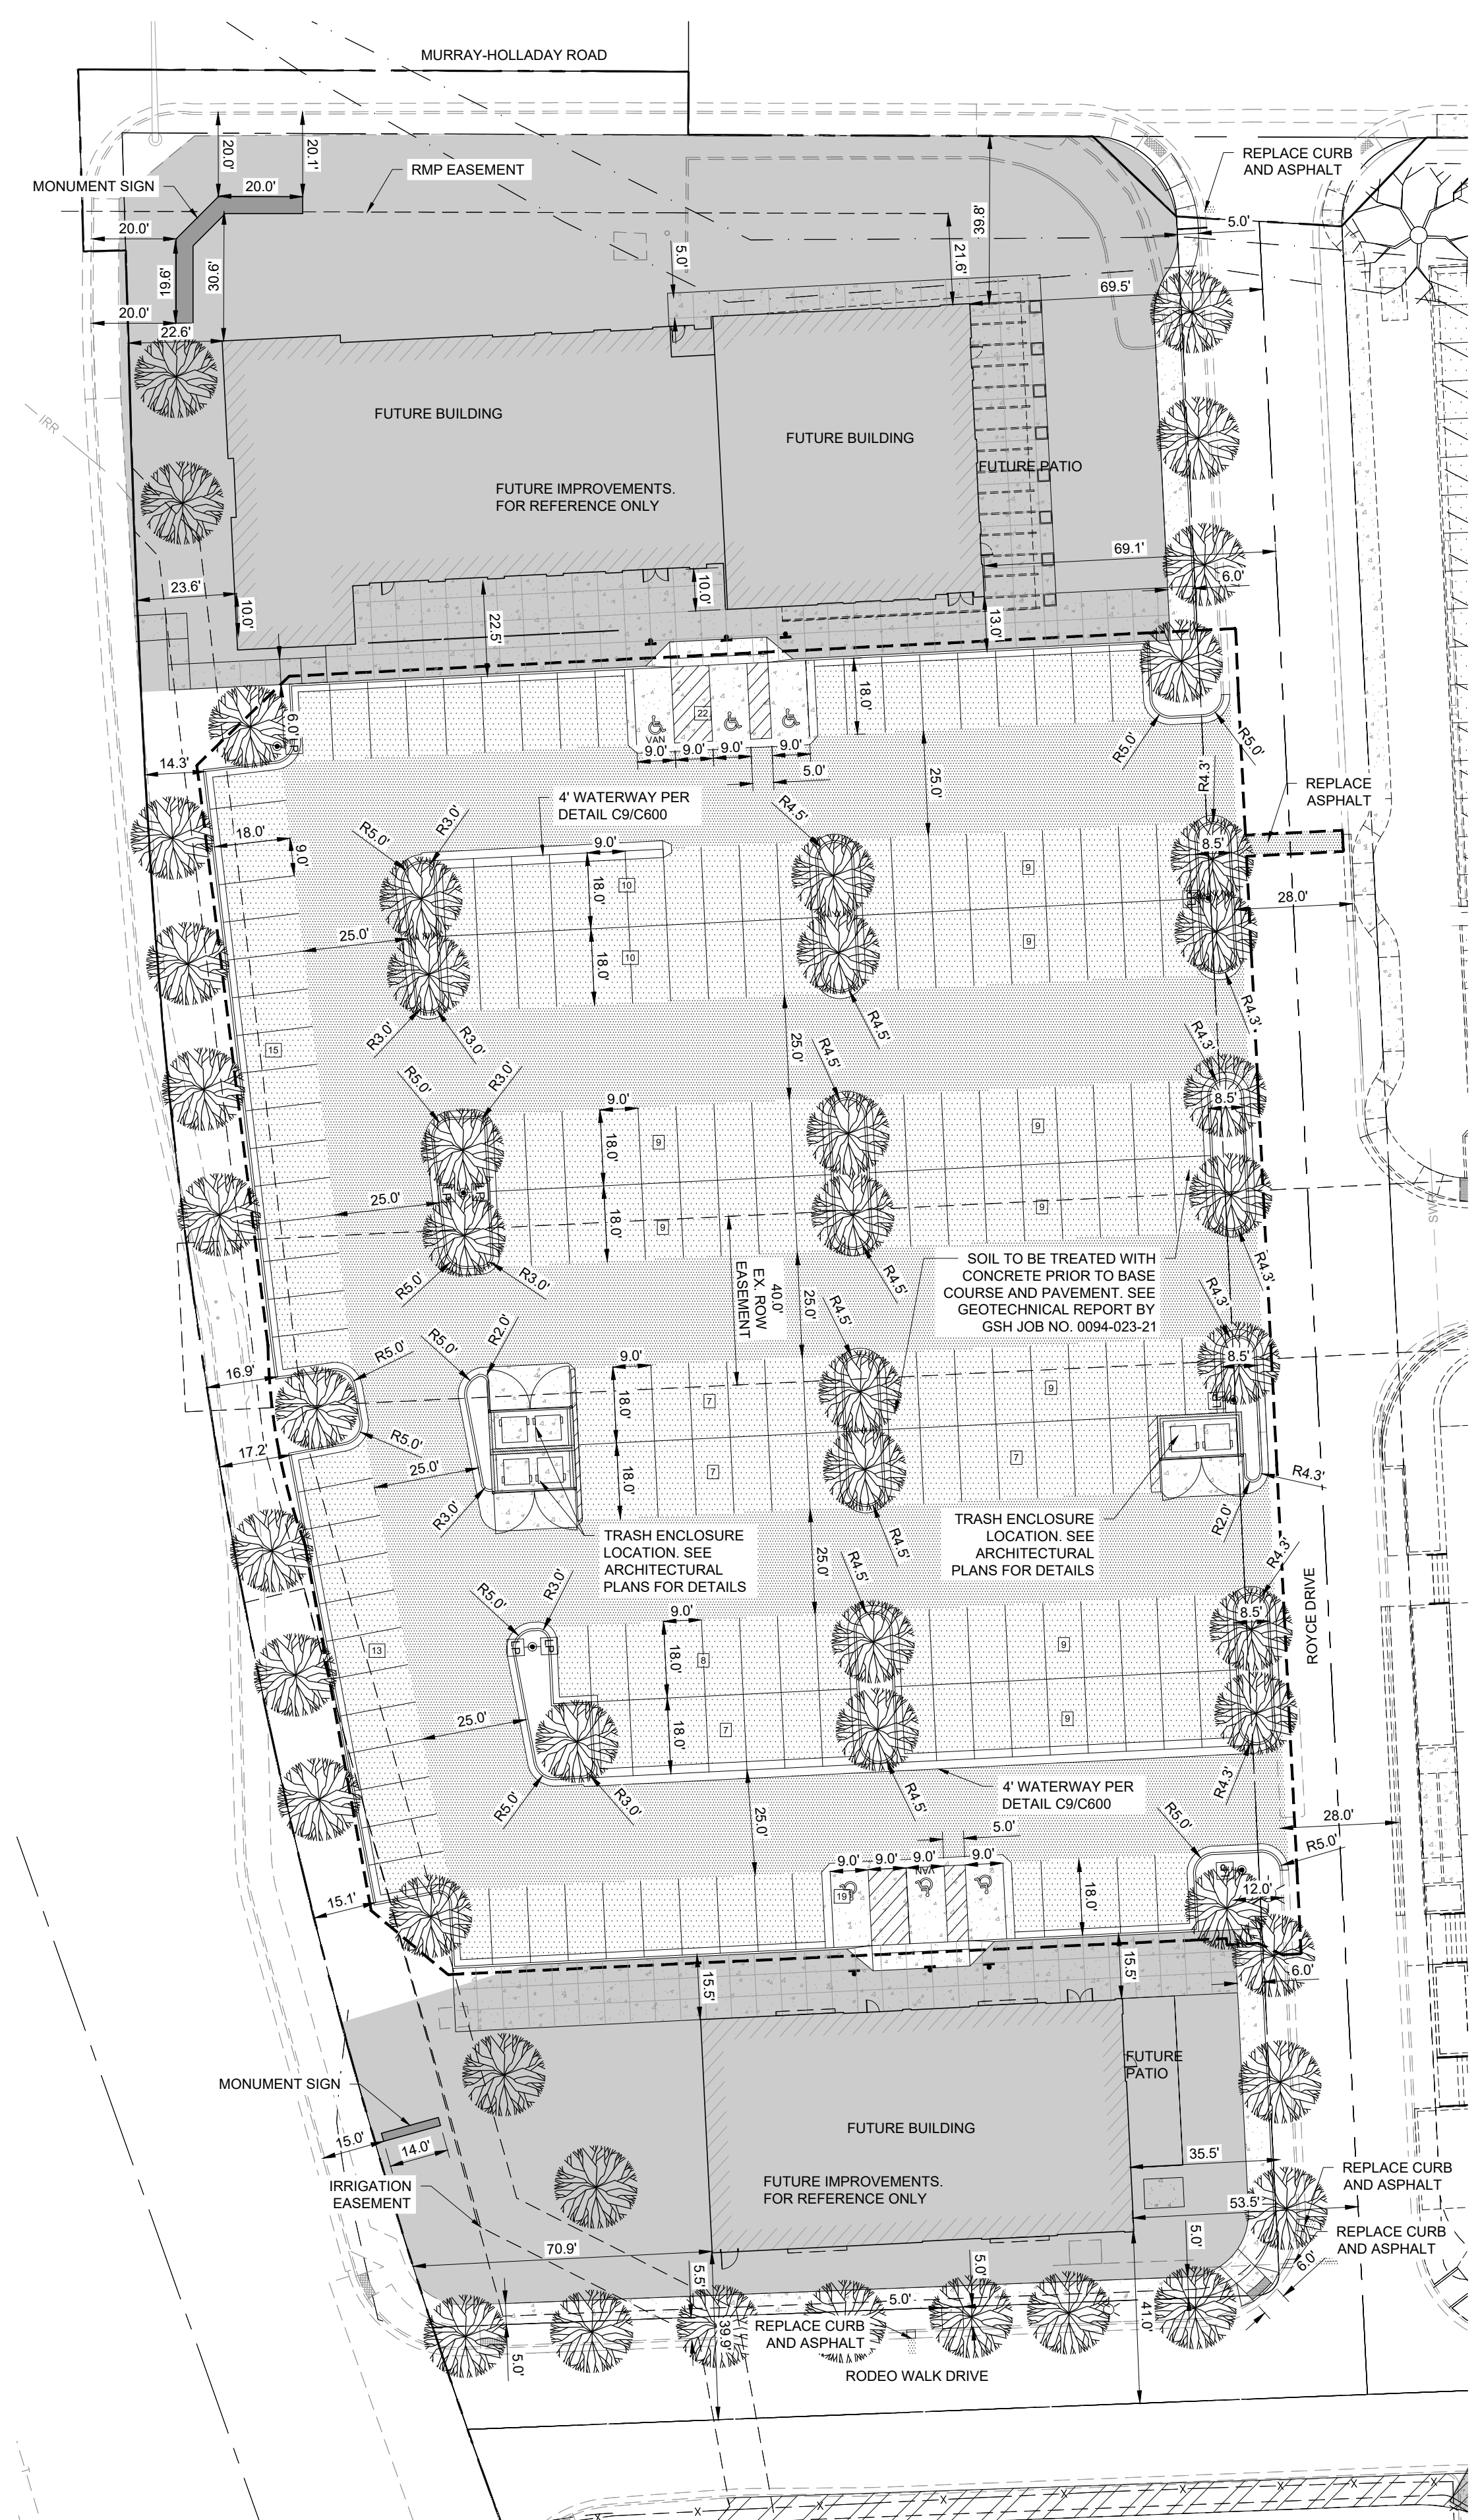 MURRAY-HOLLADAY ROAD
20.0'
20.1'
REPLACE CURB
AND ASPHALT
RMP EASEMENT
MONUMENT SIGN
20.0'
39.8'
5.0'
20.0'
5.0'
21.6'
19.6'
30.6'
69.5'
20.0'
22.6'
IRR
FUTURE BUILDING
FUTURE BUILDING
FUTURE PATIO
FUTURE IMPROVEMENTS.
FOR REFERENCE ONLY
69.1'
6.0'
23.6'
10.0'
10.0'
22.5'
13.0'
18.0'
6.0'
22
VAN
9.0'
9.0'
9.0'
9.0'
5.0'
R5.0'
R5.0'
14.3'
25.0'
R4.3'
REPLACE
ASPHALT
4' WATERWAY PER
DETAIL C9/C600
R4.5'
18.0'
9.0'
R5.0'
R3.0'
9.0'
8.5'
18.0'
10
9
28.0'
25.0'
18.0'
10
9
R3.0'
R3.0'
R4.5'
R4.3'
15
25.0'
R4.5'
R4.3'
R5.0'
R3.0'
9.0'
8.5'
18.0'
9
9
25.0'
18.0'
9
9
SWS
R5.0'
R3.0'
R4.5'
R4.3'
40.0'
EX. ROW
EASEMENT
25.0'
SOIL TO BE TREATED WITH
CONCRETE PRIOR TO BASE
COURSE AND PAVEMENT. SEE
GEOTECHNICAL REPORT BY
GSH JOB NO. 0094-023-21
R4.5'
R4.3'
R5.0'
R5.0'
R2.0'
9.0'
8.5'
16.9'
18.0'
7
9
R5.0'
17.2'
25.0'
18.0'
7
7
R4.3'
R3.0'
R2.0'
TRASH ENCLOSURE
LOCATION. SEE
ARCHITECTURAL
PLANS FOR DETAILS
R4.5'
25.0'
TRASH ENCLOSURE
LOCATION. SEE
ARCHITECTURAL
PLANS FOR DETAILS
R4.5'
R4.3'
ROYCE DRIVE
R5.0'
R3.0'
9.0'
8.5'
13
18.0'
8
9
25.0'
18.0'
7
9
R5.0'
R3.0'
R4.5'
R4.3'
4' WATERWAY PER
DETAIL C9/C600
25.0'
R5.0'
28.0'
5.0'
R5.0'
9.0'
9.0'
9.0'
9.0'
VAN
19
18.0'
12.0'
15.1'
15.5'
15.5'
6.0'
MONUMENT SIGN
FUTURE
PATIO
15.0'
14.0'
FUTURE BUILDING
35.5'
IRRIGATION
EASEMENT
FUTURE IMPROVEMENTS.
FOR REFERENCE ONLY
REPLACE CURB
AND ASPHALT
53.5'
REPLACE CURB
AND ASPHALT
70.9'
5.5'
5.0'
5.0'
6.0'
5.0'
39.9'
41.0'
REPLACE CURB
AND ASPHALT
5.0'
RODEO WALK DRIVE
X
X
X
X
X
X
X